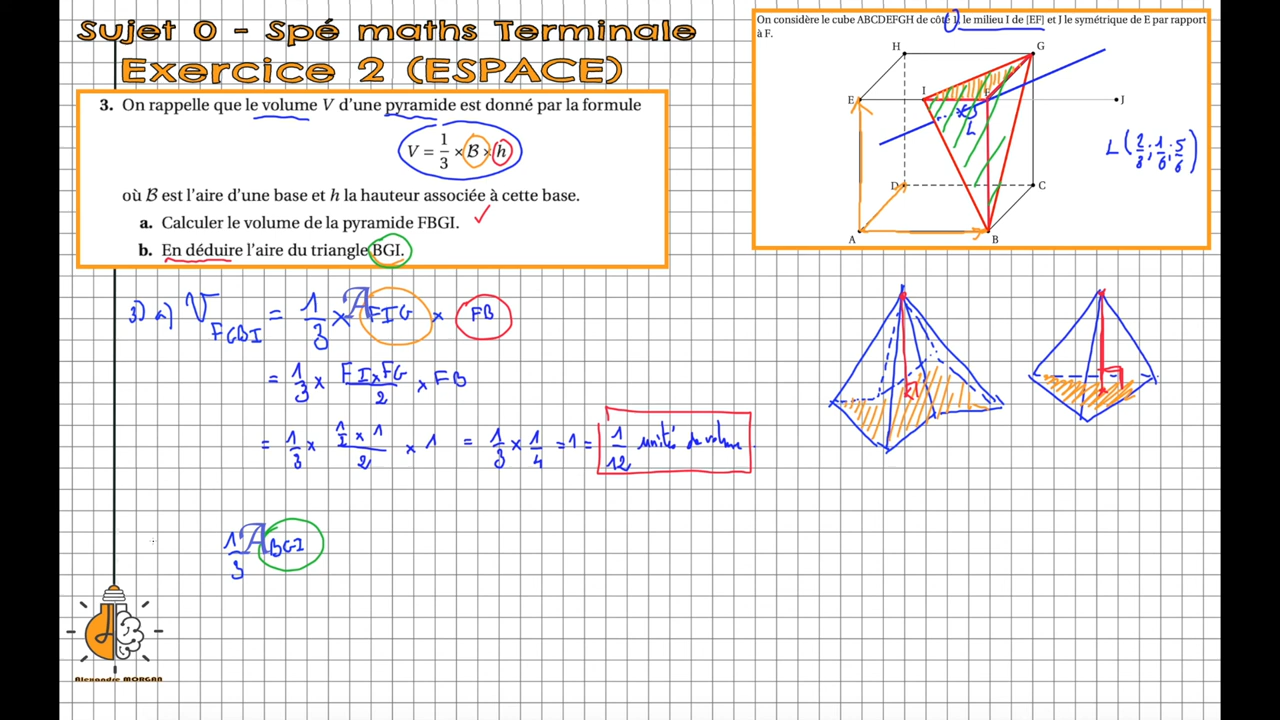 Sujet 0 - Spé maths Terminale
Exercice 2 (ESPACE)
3. On rappelle que le volume V d'une pyramide est donné par la formule
V = 1/3 × B × h
où B est l'aire d'une base et h la hauteur associée à cette base.
a. Calculer le volume de la pyramide FBGI.
b. En déduire l'aire du triangle BGI.
On considère le cube ABCDEFGH de côté 1, le milieu I de [EF] et J le symétrique de E par rapport
à F.
H
G
E
I
F
J
L
L (2/3 ; 1/6 ; 5/6)
D
C
A
B
3) a) V FGBI = 1/3 × A FIG × FB
= 1/3 × FI × FG/2 × FB
= 1/3 × 1/2 × 1/2 × 1 = 1/3 × 1/4 × 1 = 1/12 unités de volume
1/3 A BGI
Alexandre MORGAN